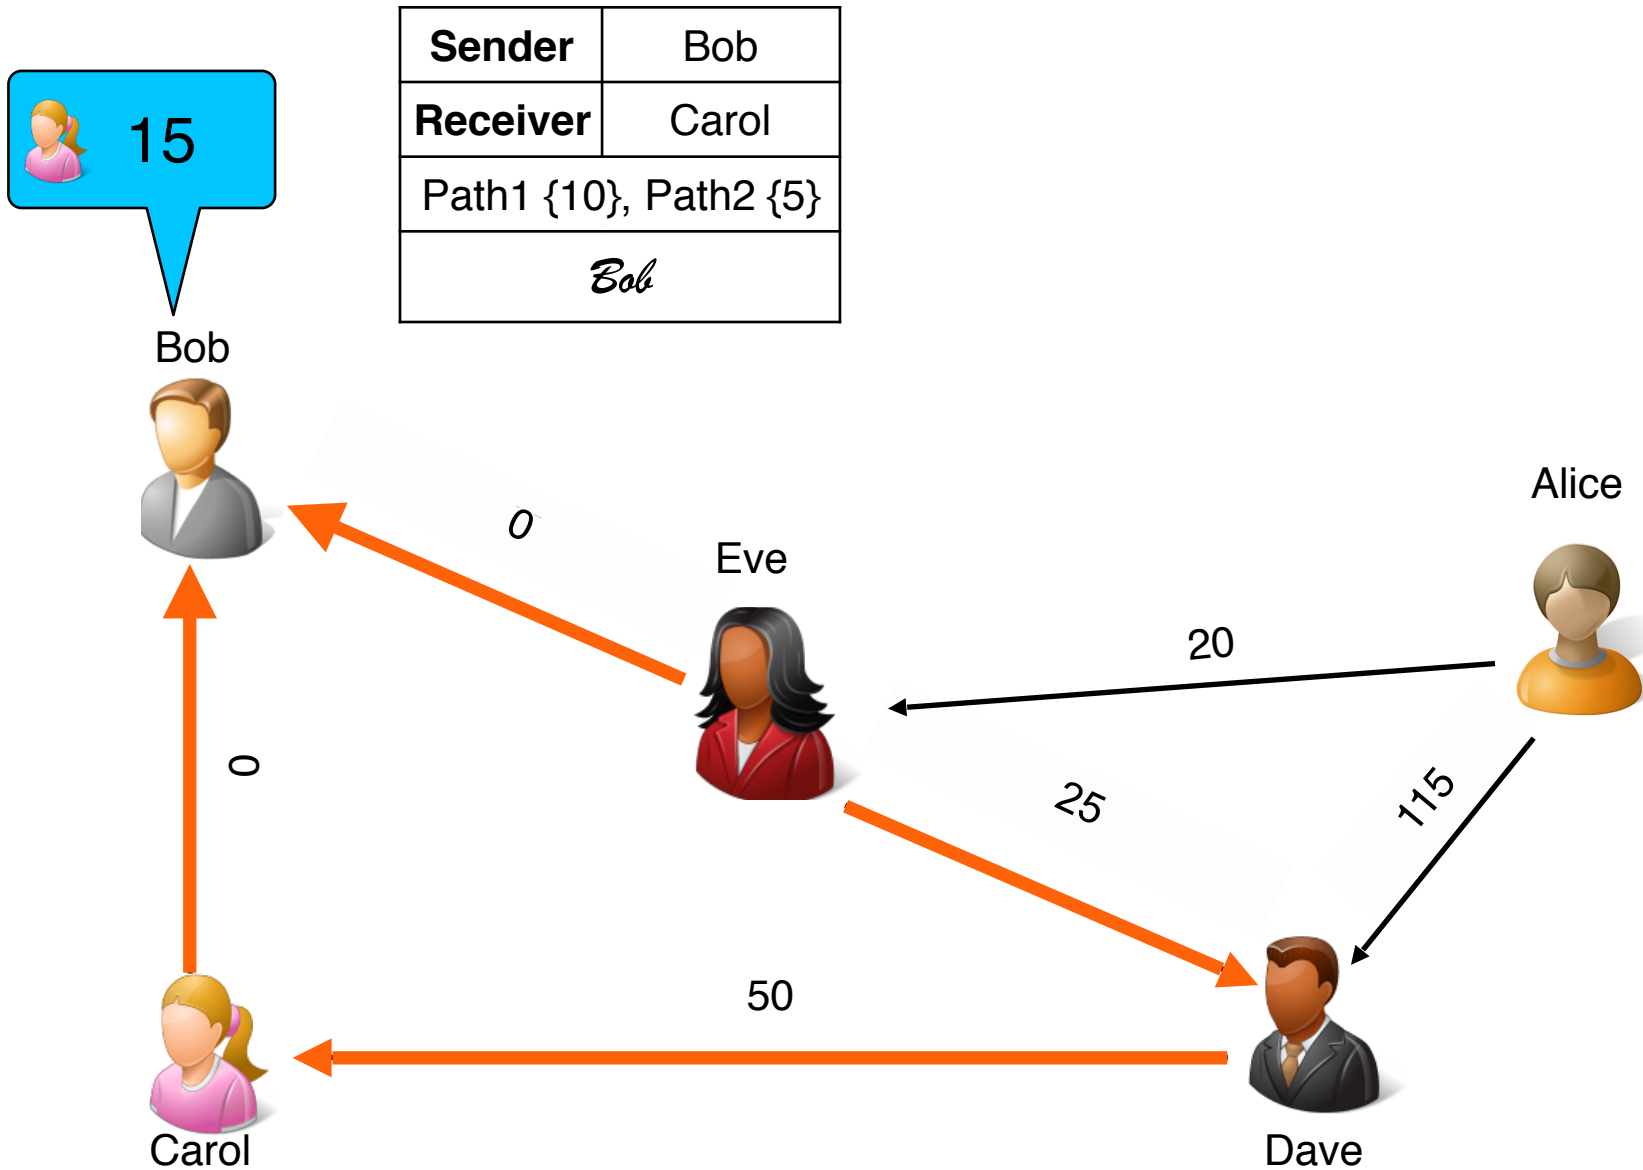 Sender Bob
15
Receiver Carol
Path1 {10}, Path2 {5}
Bob
Bob
Alice
0
Eve
20
0
25
115
50
Carol
Dave